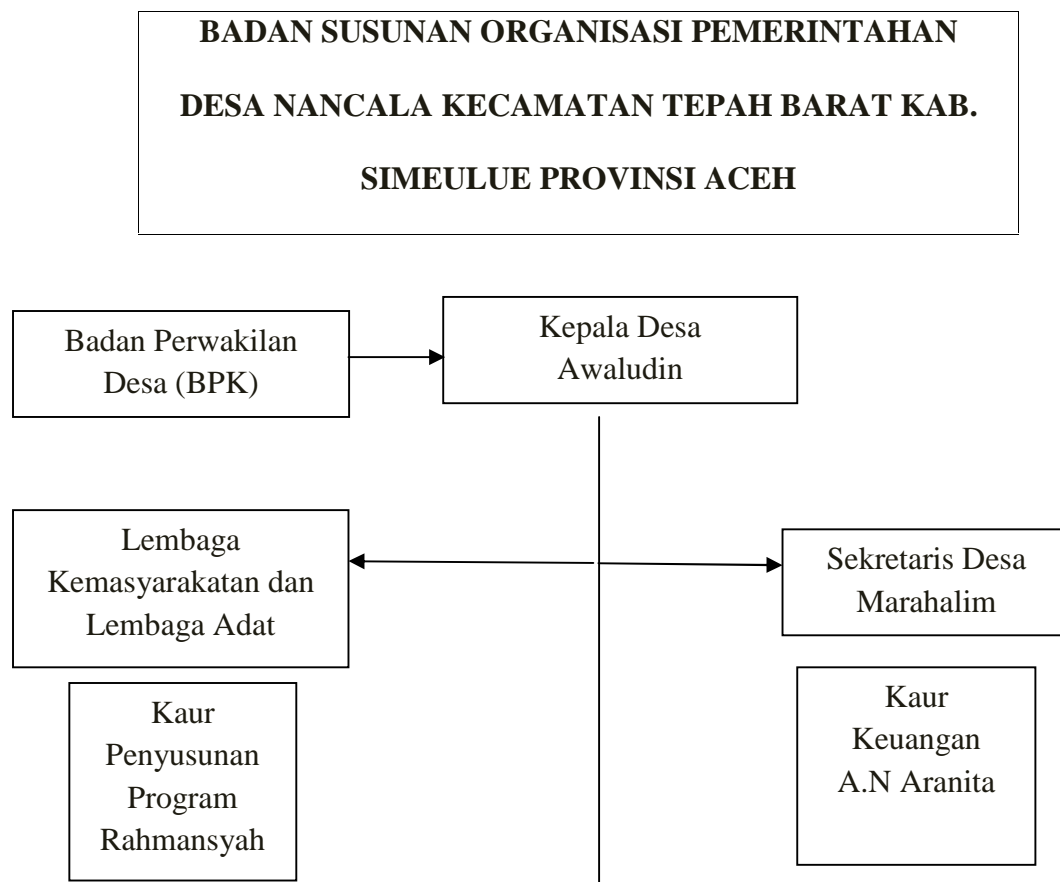 BADAN SUSUNAN ORGANISASI PEMERINTAHAN
DESA NANCALA KECAMATAN TEPAH BARAT KAB.
SIMEULUE PROVINSI ACEH
Badan Perwakilan
Desa (BPK)
Kepala Desa
Awaludin
Lembaga
Kemasyarakatan dan
Lembaga Adat
Sekretaris Desa
Marahalim
Kaur
Penyusunan
Program
Rahmansyah
Kaur
Keuangan
A.N Aranita